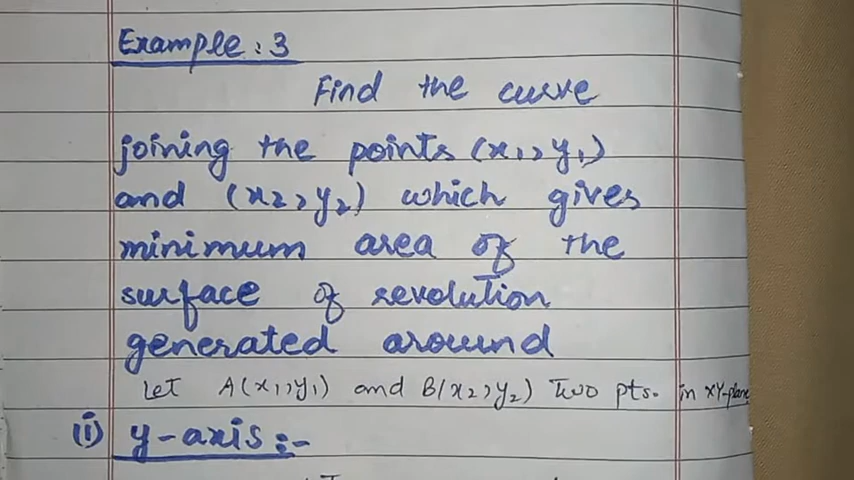 Example : 3
Find the curve
joining the points (x1, y1)
and (x2, y2) which gives
minimum area of the
surface of revolution
generated around
Let A(x1, y1) and B(x2, y2) Two pts. in XY-plane
(i) y-axis :-